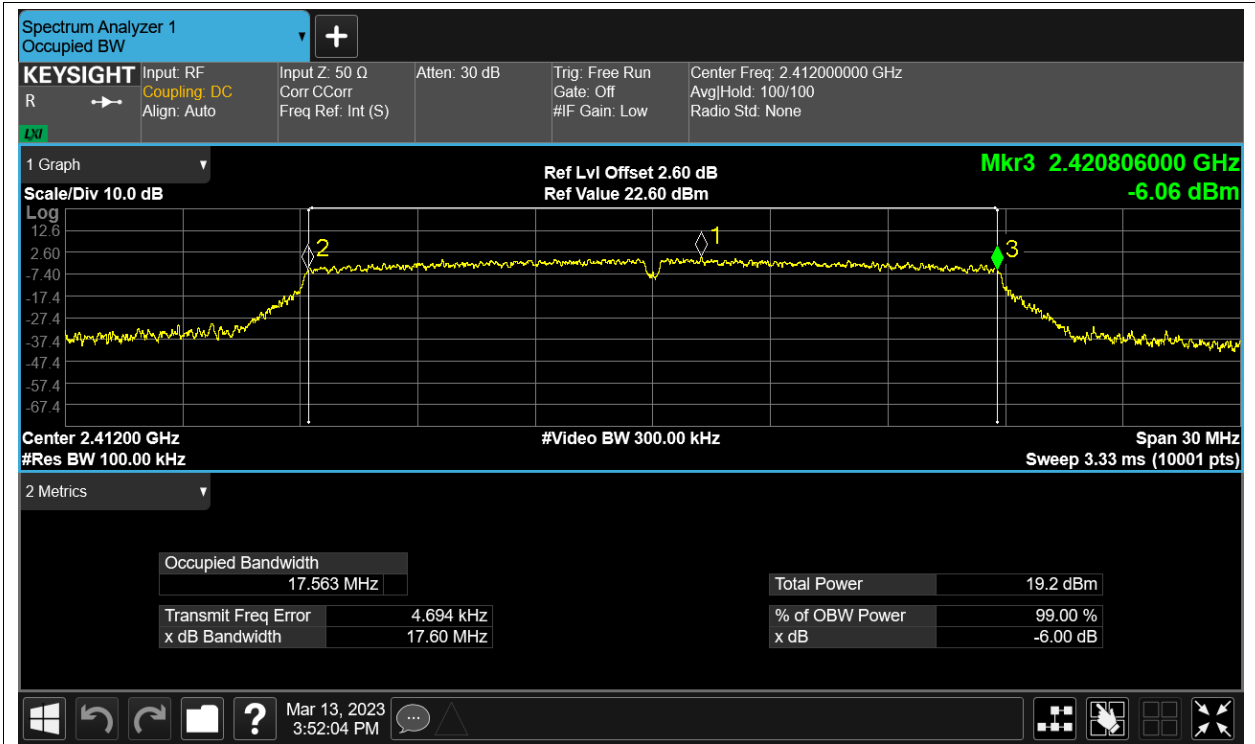 Spectrum Analyzer 1
Occupied BW
KEYSIGHT
R
LXI
Input: RF
Coupling: DC
Align: Auto
Input Z: 50 Ω
Corr CCorr
Freq Ref: Int (S)
Atten: 30 dB
Trig: Free Run
Gate: Off
#IF Gain: Low
Center Freq: 2.412000000 GHz
Avg|Hold: 100/100
Radio Std: None
1 Graph
Scale/Div 10.0 dB
Ref Lvl Offset 2.60 dB
Ref Value 22.60 dBm
Mkr3 2.420806000 GHz
-6.06 dBm
Log
12.6
2.60
-7.40
-17.4
-27.4
-37.4
-47.4
-57.4
-67.4
2
1
3
Center 2.41200 GHz
#Res BW 100.00 kHz
#Video BW 300.00 kHz
Span 30 MHz
Sweep 3.33 ms (10001 pts)
2 Metrics
Occupied Bandwidth
17.563 MHz
Transmit Freq Error 4.694 kHz
x dB Bandwidth 17.60 MHz
Total Power 19.2 dBm
% of OBW Power 99.00 %
x dB -6.00 dB
?
Mar 13, 2023
3:52:04 PM